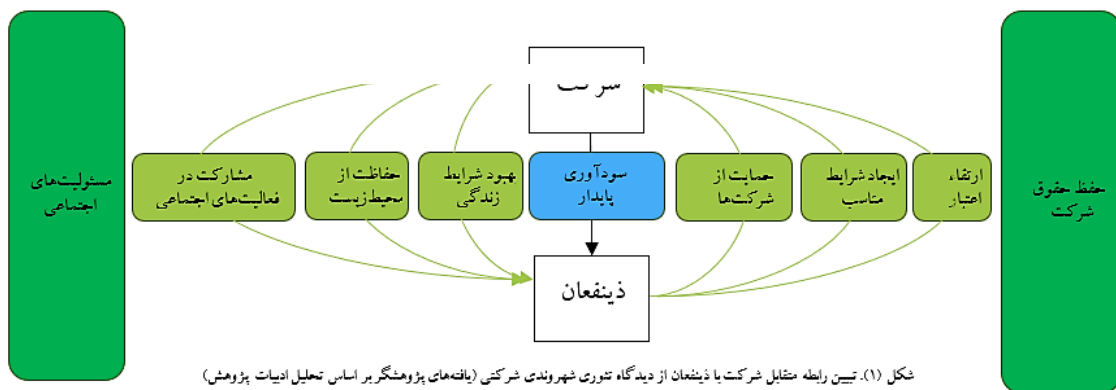 شرکت
حفظ حقوق
شرکت
ارتقاء
اعتبار
ایجاد شرایط
مناسب
حمایت از
شرکت‌ها
سودآوری
پایدار
بهبود شرایط
زندگی
حفاظت از
محیط‌زیست
مشارکت در
فعالیت‌های اجتماعی
مسئولیت‌های
اجتماعی
ذینفعان
شکل (۱). تبیین رابطه متقابل شرکت با ذینفعان از دیدگاه تئوری شهروندی شرکتی (یافته‌های پژوهشگر بر اساس تحلیل ادبیات پژوهش)